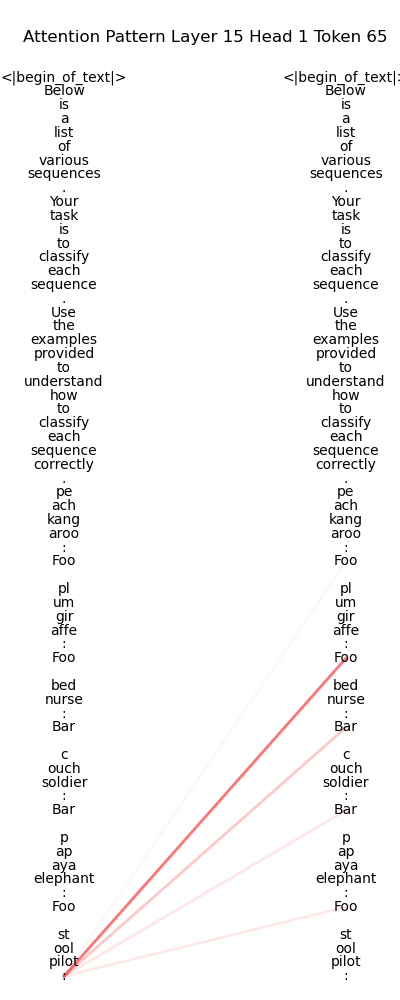 Attention Pattern Layer 15 Head 1 Token 65
<|begin_of_text|>
Below
is
a
list
of
various
sequences
.
Your
task
is
to
classify
each
sequence
.
Use
the
examples
provided
to
understand
how
to
classify
each
sequence
correctly
.
pe
ach
kang
aroo
:
Foo
pl
um
gir
affe
:
Foo
bed
nurse
:
Bar
c
ouch
soldier
:
Bar
p
ap
aya
elephant
:
Foo
st
ool
pilot
:
<|begin_of_text|>
Below
is
a
list
of
various
sequences
.
Your
task
is
to
classify
each
sequence
.
Use
the
examples
provided
to
understand
how
to
classify
each
sequence
correctly
.
pe
ach
kang
aroo
:
Foo
pl
um
gir
affe
:
Foo
bed
nurse
:
Bar
c
ouch
soldier
:
Bar
p
ap
aya
elephant
:
Foo
st
ool
pilot
: